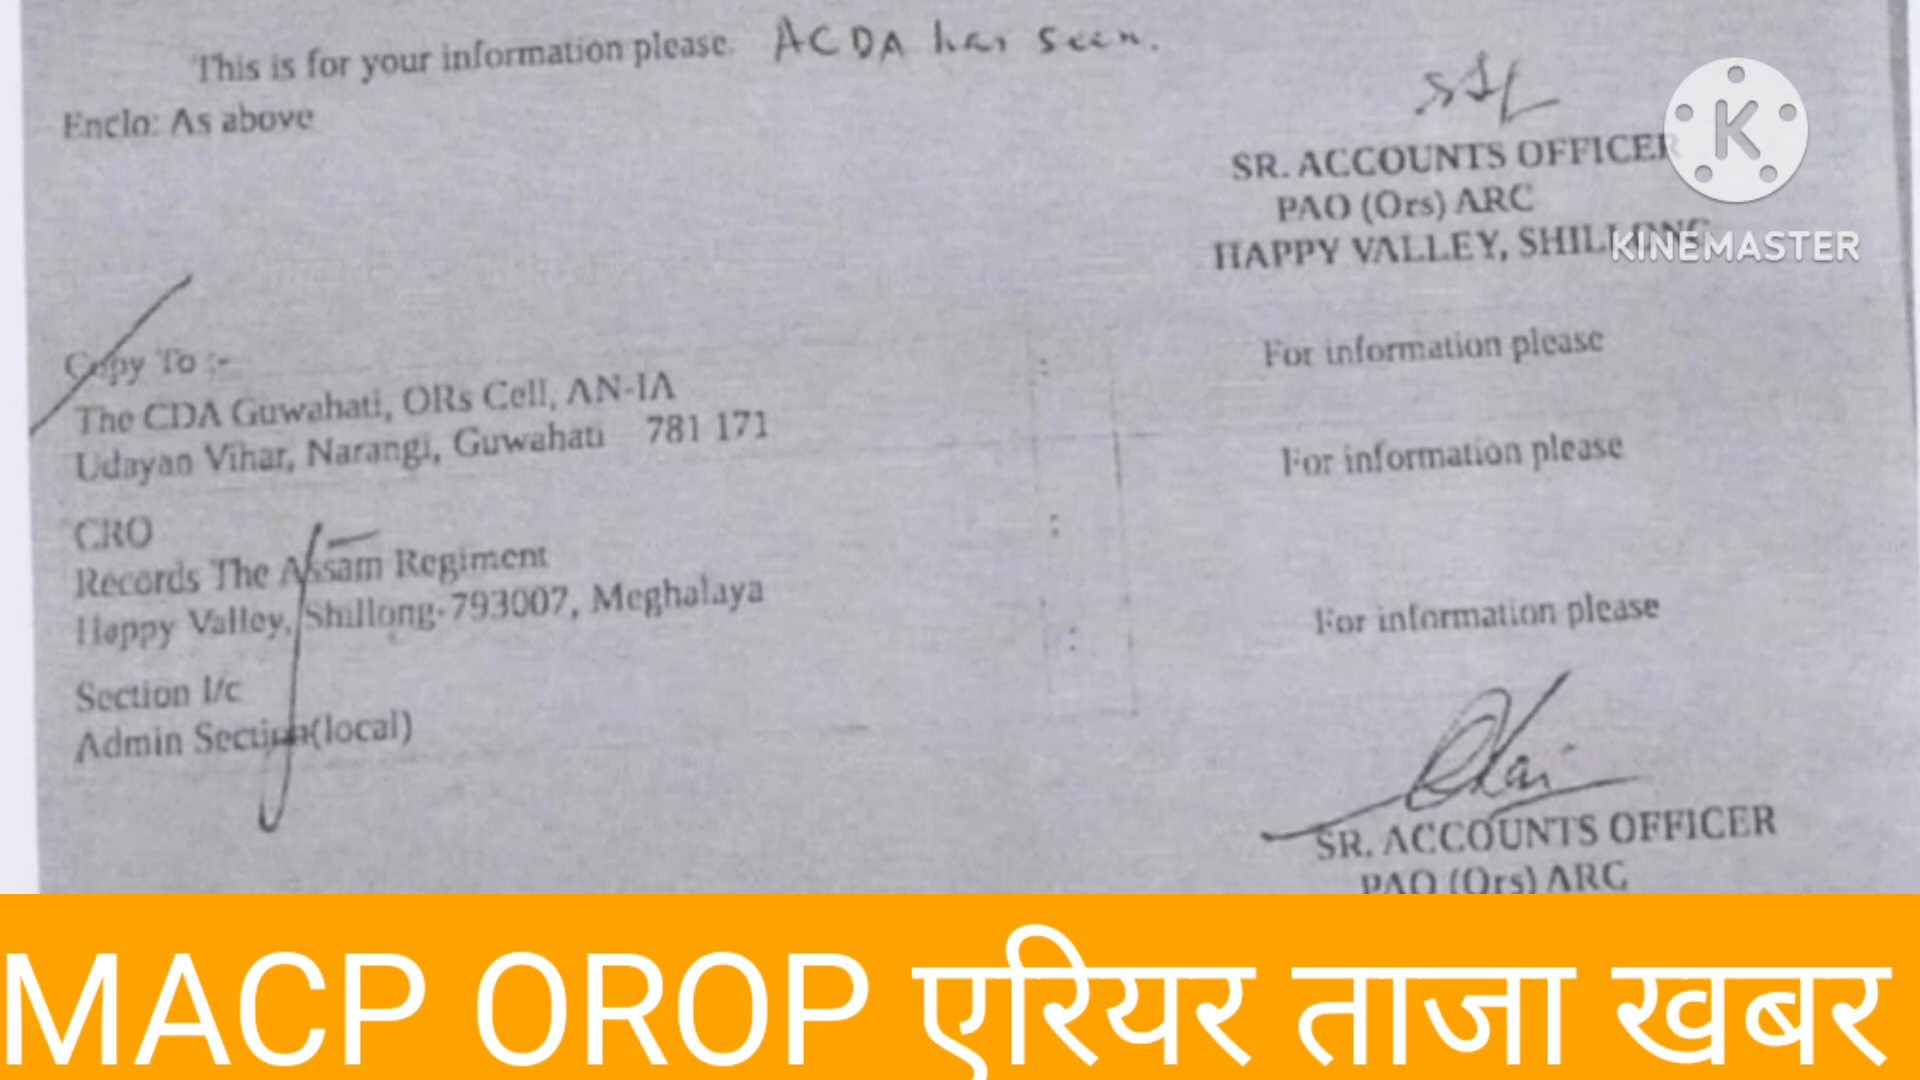 This is for your information please. ACDA has seen.
Enclo: As above
SR. ACCOUNTS OFFICER
PAO (Ors) ARC
HAPPY VALLEY, SHILLONG
KINEMASTER
Copy To :-
The CDA Guwahati, ORs Cell, AN-IA
Udayan Vihar, Narangi, Guwahati 781 171
: For information please
CRO
Records The Assam Regiment
Happy Valley, Shillong-793007, Meghalaya
: For information please
Section I/c
Admin Section(local)
: For information please
SR. ACCOUNTS OFFICER
PAO (Ors) ARC
MACP OROP एरियर ताजा खबर